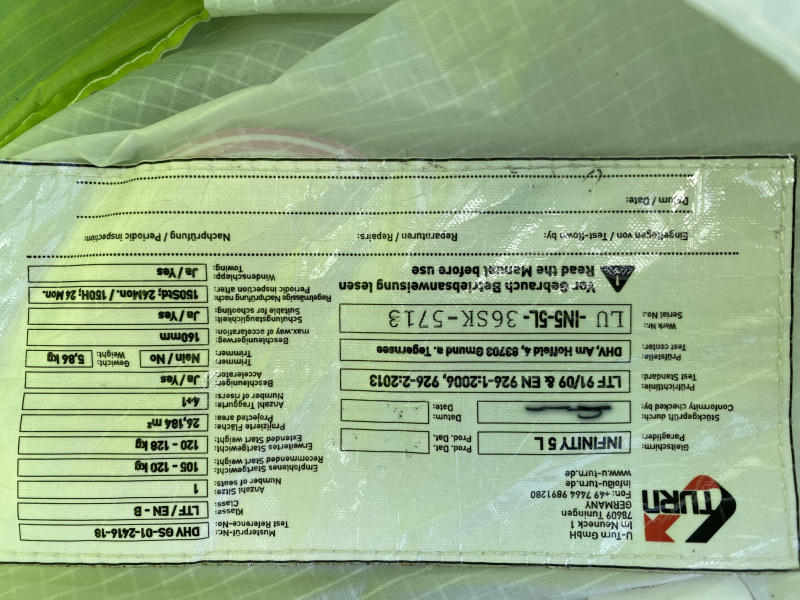 U TURN
U-Turn GmbH
Im Neuneck 1
78609 Tuningen
GERMANY
Fon: +49 7464 9891280
info@u-turn.de
www.u-turn.de
Gleitschirm:
Paraglider:
INFINITY 5 L
Prod. Dat.
Prod. Dat.
Stückgeprüft durch:
Conformity checked by
Datum:
Date:
Prüfrichtlinie:
Test Standard:
LTF 91/09 & EN 926-1:2006, 926-2:2013
Prüfstelle:
Test center:
DHV, Am Hoffeld 4, 83703 Gmund a. Tegernsee
Werk Nr.:
Serial No.:
LU-IN5-5L-36SK-5713
Vor Gebrauch Betriebsanweisung lesen
Read the Manual before use
Musterprüf-Nr.:
Test Reference-No:
DHV GS-01-2416-18
Klasse:
Class:
LTF / EN - B
Anzahl Sitze:
Number of seats:
1
Empfohlenes Startgewicht:
Recommended Start weight:
105 - 120 kg
Erweitertes Startgewicht:
Extended Start weight:
120 - 128 kg
Projizierte Fläche:
Projected area:
26,184 m²
Anzahl Traggurte:
Number of risers:
4+1
Beschleuniger:
Accelerator:
Ja / Yes
Trimmer:
Trimmer:
Nein / No
Gewicht:
Weight:
5,86 kg
Beschleunigerweg:
max.way of acceleration:
160mm
Schulungstauglichkeit:
Suitable for schooling:
Ja / Yes
Regelmässige Nachprüfung nach:
Periodic inspection after:
150Std; 24Mon. / 150H; 24 Mon.
Windenschlepp:
Towing:
Ja / Yes
Eingeflogen von / Test-flown by:
Reparaturen / Repairs:
Nachprüfung / Periodic inspection:
Datum / Date: